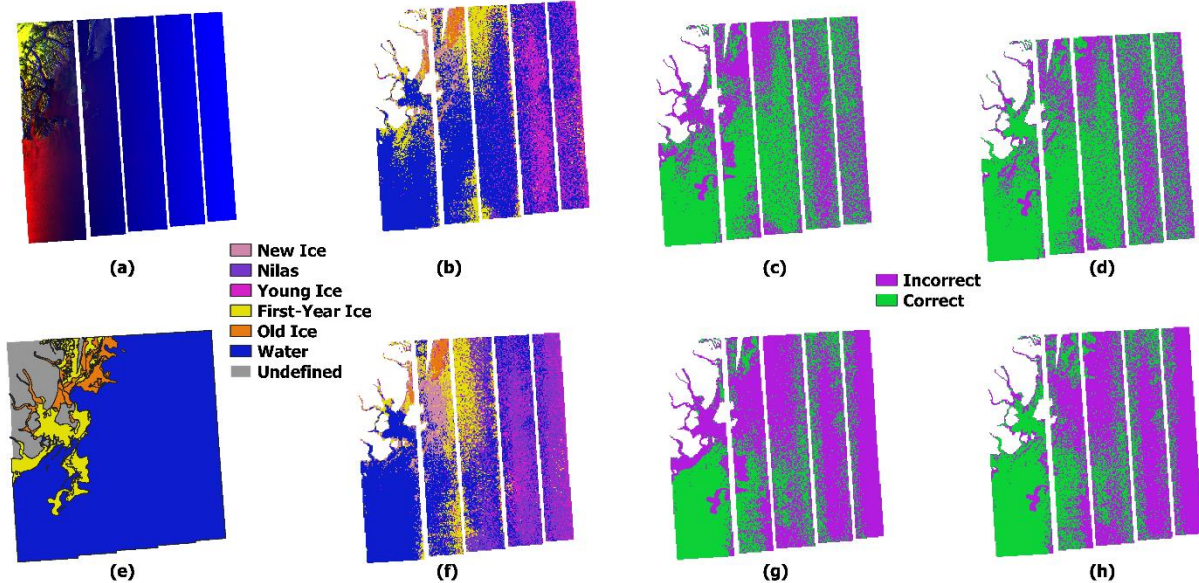 (a)
(b)
(c)
(d)
New Ice
Nilas
Young Ice
First-Year Ice
Old Ice
Water
Undefined
Incorrect
Correct
(e)
(f)
(g)
(h)